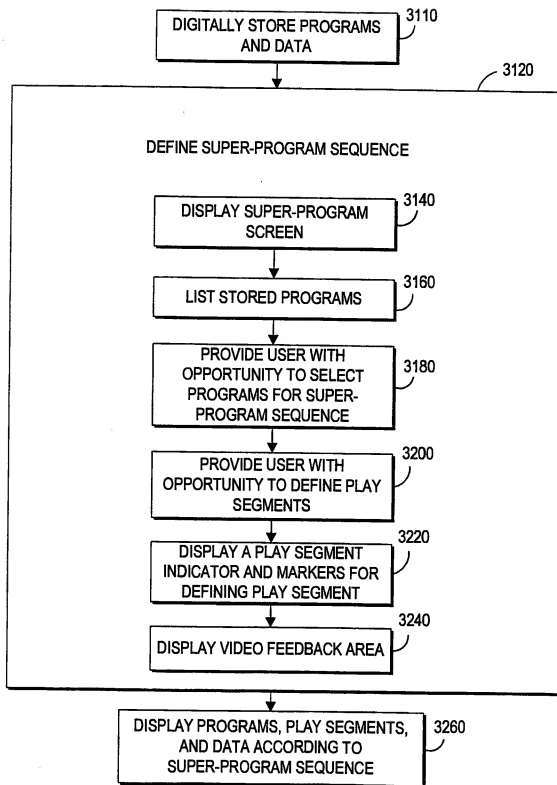 DIGITALLY STORE PROGRAMS
AND DATA
3110
3120
DEFINE SUPER-PROGRAM SEQUENCE
DISPLAY SUPER-PROGRAM
SCREEN
3140
LIST STORED PROGRAMS
3160
PROVIDE USER WITH
OPPORTUNITY TO SELECT
PROGRAMS FOR SUPER-
PROGRAM SEQUENCE
3180
PROVIDE USER WITH
OPPORTUNITY TO DEFINE PLAY
SEGMENTS
3200
DISPLAY A PLAY SEGMENT
INDICATOR AND MARKERS FOR
DEFINING PLAY SEGMENT
3220
DISPLAY VIDEO FEEDBACK AREA
3240
DISPLAY PROGRAMS, PLAY SEGMENTS,
AND DATA ACCORDING TO
SUPER-PROGRAM SEQUENCE
3260